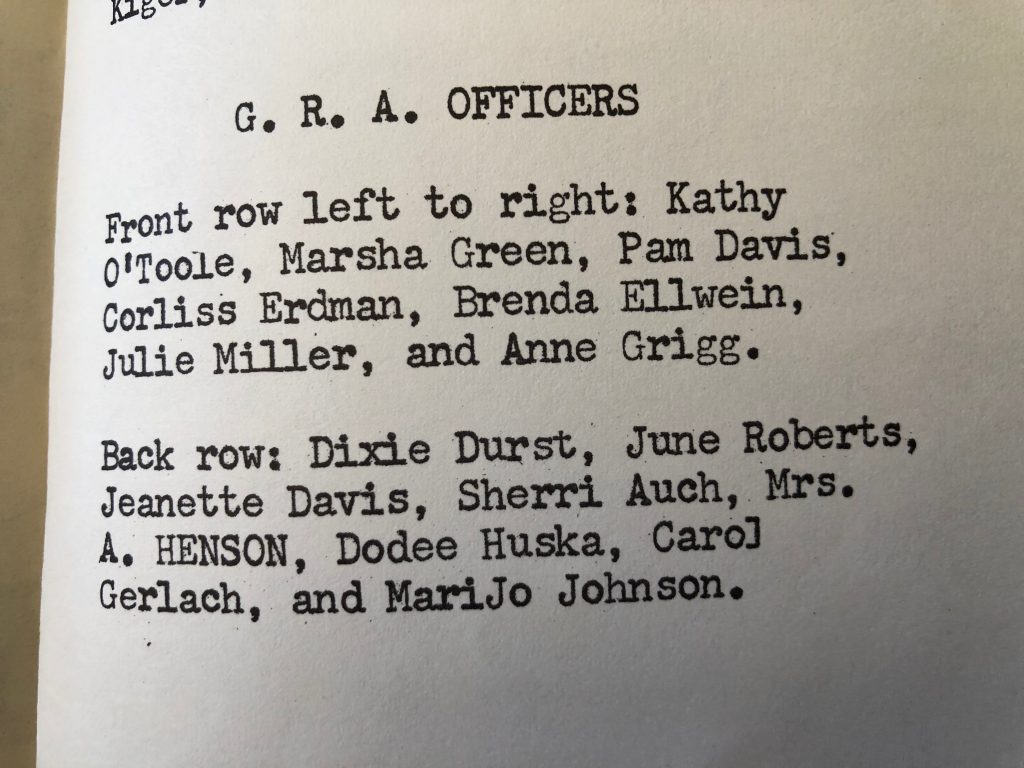 G. R. A. OFFICERS
Front row left to right: Kathy
O'Toole, Marsha Green, Pam Davis,
Corliss Erdman, Brenda Ellwein,
Julie Miller, and Anne Grigg.
Back row: Dixie Durst, June Roberts,
Jeanette Davis, Sherri Auch, Mrs.
A. HENSON, Dodee Huska, Carol
Gerlach, and MariJo Johnson.